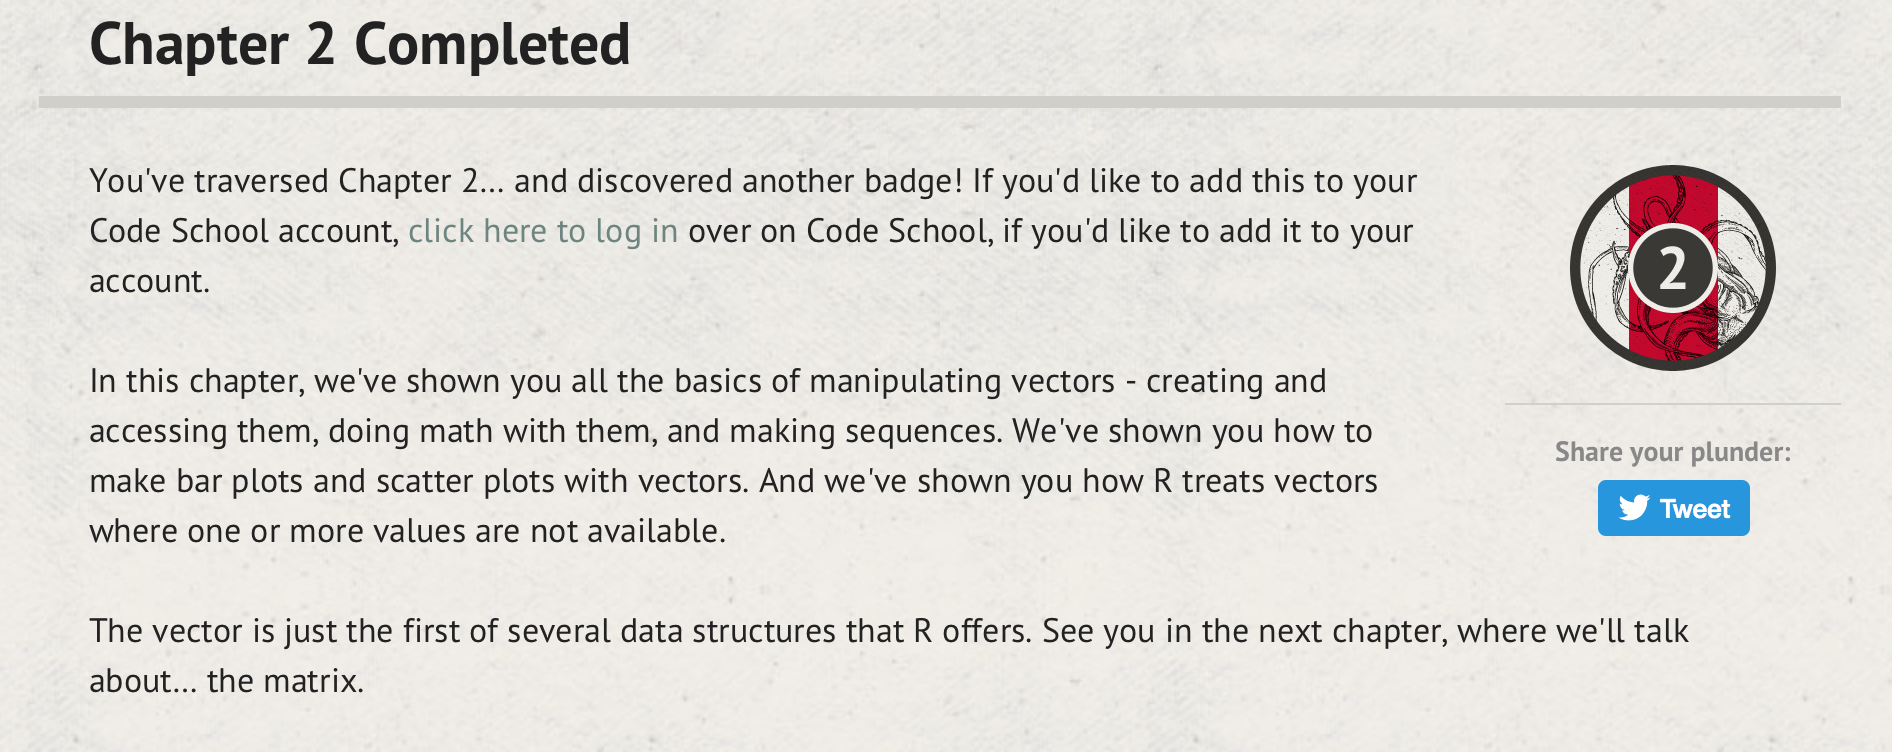 Chapter 2 Completed
You've traversed Chapter 2... and discovered another badge! If you'd like to add this to your
Code School account, click here to log in over on Code School, if you'd like to add it to your
account.
2
In this chapter, we've shown you all the basics of manipulating vectors - creating and
accessing them, doing math with them, and making sequences. We've shown you how to
make bar plots and scatter plots with vectors. And we've shown you how R treats vectors
where one or more values are not available.
Share your plunder:
Tweet
The vector is just the first of several data structures that R offers. See you in the next chapter, where we'll talk
about... the matrix.